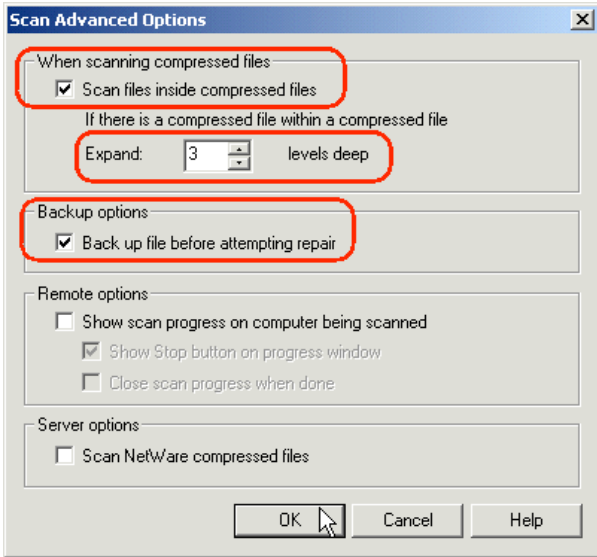 Scan Advanced Options
When scanning compressed files
Scan files inside compressed files
If there is a compressed file within a compressed file
Expand: 3 levels deep
Backup options
Back up file before attempting repair
Remote options
Show scan progress on computer being scanned
Show Stop button on progress window
Close scan progress when done
Server options
Scan NetWare compressed files
OK Cancel Help